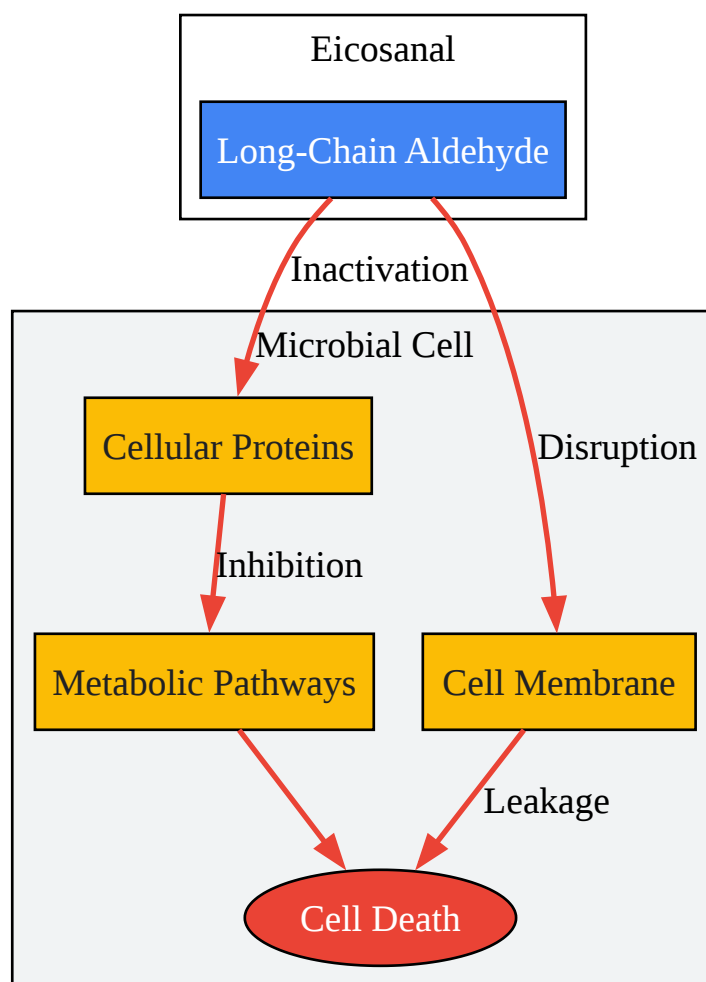 Eicosanal
Long-Chain Aldehyde
Inactivation
Microbial Cell
Cellular Proteins
Disruption
Inhibition
Metabolic Pathways
Cell Membrane
Leakage
Cell Death